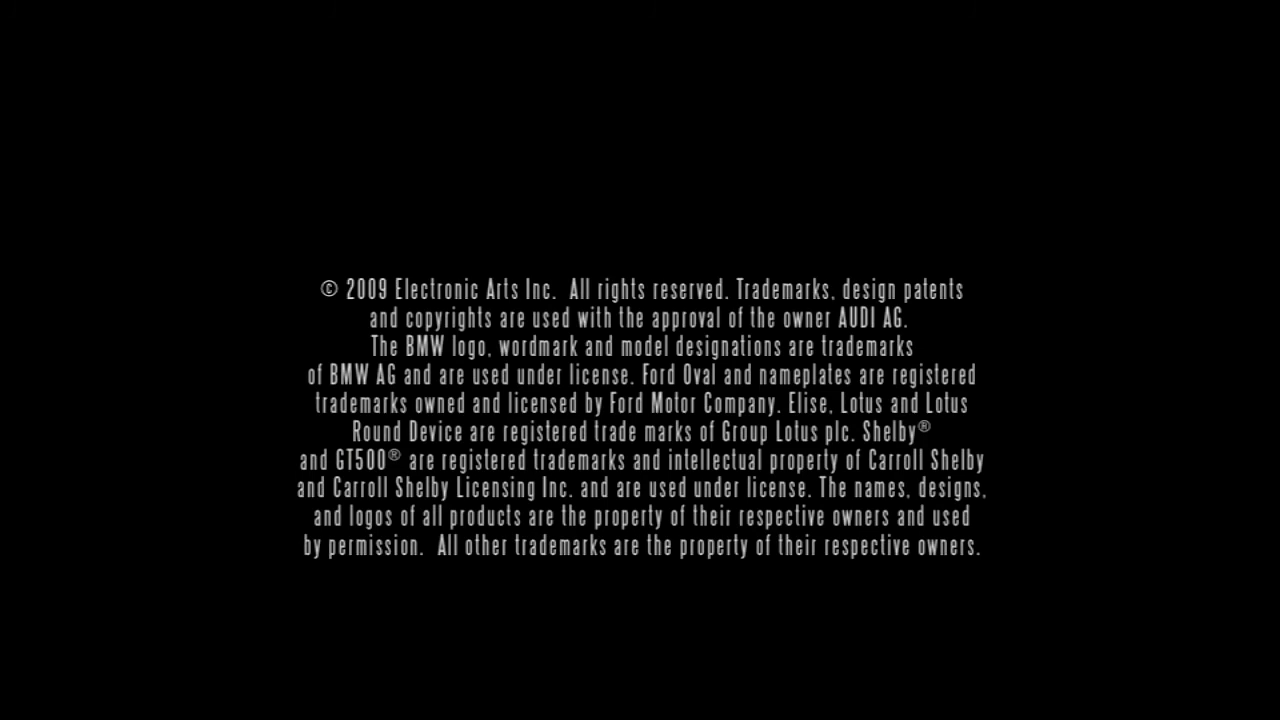 © 2009 Electronic Arts Inc.  All rights reserved. Trademarks, design patents
and copyrights are used with the approval of the owner AUDI AG.
The BMW logo, wordmark and model designations are trademarks
of BMW AG and are used under license. Ford Oval and nameplates are registered
trademarks owned and licensed by Ford Motor Company. Elise, Lotus and Lotus
Round Device are registered trade marks of Group Lotus plc. Shelby®
and GT500® are registered trademarks and intellectual property of Carroll Shelby
and Carroll Shelby Licensing Inc. and are used under license. The names, designs,
and logos of all products are the property of their respective owners and used
by permission.  All other trademarks are the property of their respective owners.